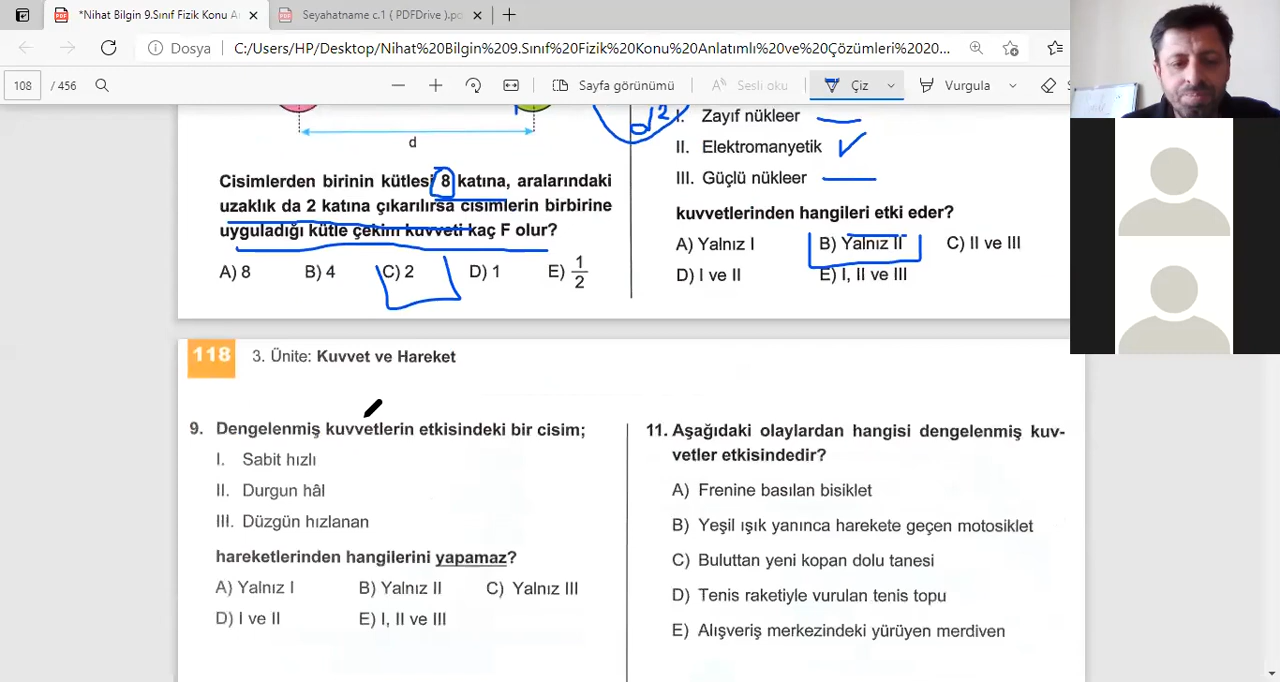 *Nihat Bilgin 9.Sınıf Fizik Konu A
Seyahatname c.1 ( PDFDrive ).pd
Dosya
C:/Users/HP/Desktop/Nihat%20Bilgin%209.Sınıf%20Fizik%20Konu%20Anlatımlı%20ve%20Çözümleri%2020...
108
/ 456
Sayfa görünümü
Sesli oku
Çiz
Vurgula
d
Cisimlerden birinin kütlesi 8 katına, aralarındaki
uzaklık da 2 katına çıkarılırsa cisimlerin birbirine
uyguladığı kütle çekim kuvveti kaç F olur?
A) 8 B) 4 C) 2 D) 1 E) 1/2
I. Zayıf nükleer
II. Elektromanyetik
III. Güçlü nükleer
kuvvetlerinden hangileri etki eder?
A) Yalnız I B) Yalnız II C) II ve III
D) I ve II E) I, II ve III
118 3. Ünite: Kuvvet ve Hareket
9. Dengelenmiş kuvvetlerin etkisindeki bir cisim;
I. Sabit hızlı
II. Durgun hâl
III. Düzgün hızlanan
hareketlerinden hangilerini yapamaz?
A) Yalnız I B) Yalnız II C) Yalnız III
D) I ve II E) I, II ve III
11. Aşağıdaki olaylardan hangisi dengelenmiş kuv-
vetler etkisindedir?
A) Frenine basılan bisiklet
B) Yeşil ışık yanınca harekete geçen motosiklet
C) Buluttan yeni kopan dolu tanesi
D) Tenis raketiyle vurulan tenis topu
E) Alışveriş merkezindeki yürüyen merdiven